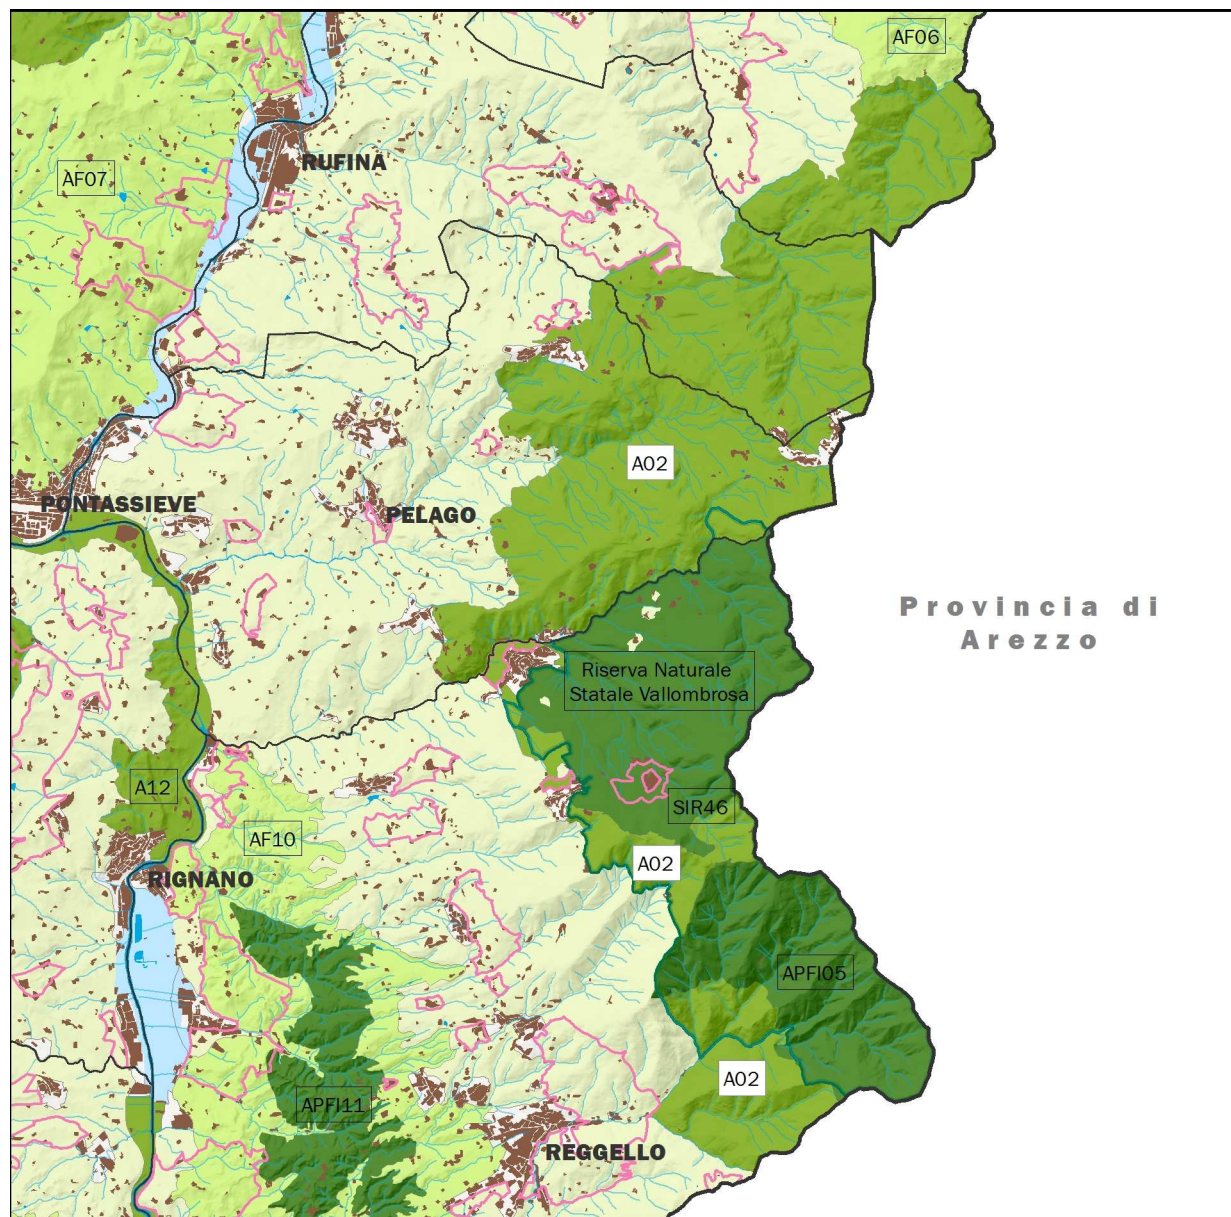 AF06
RUFINA
AF07
A02
PONTASSIEVE
PELAGO
Provincia di
Arezzo
Riserva Naturale
Statale Vallombrosa
A12
SIR46
AF10
A02
RIGNANO
APFI05
A02
APFI11
REGGELLO